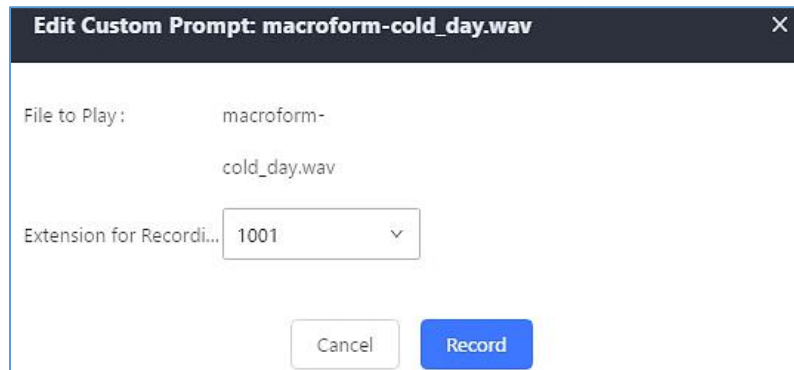 Edit Custom Prompt: macroform-cold_day.wav
File to Play :
macroform-
cold_day.wav
Extension for Recordi... 1001
Cancel Record